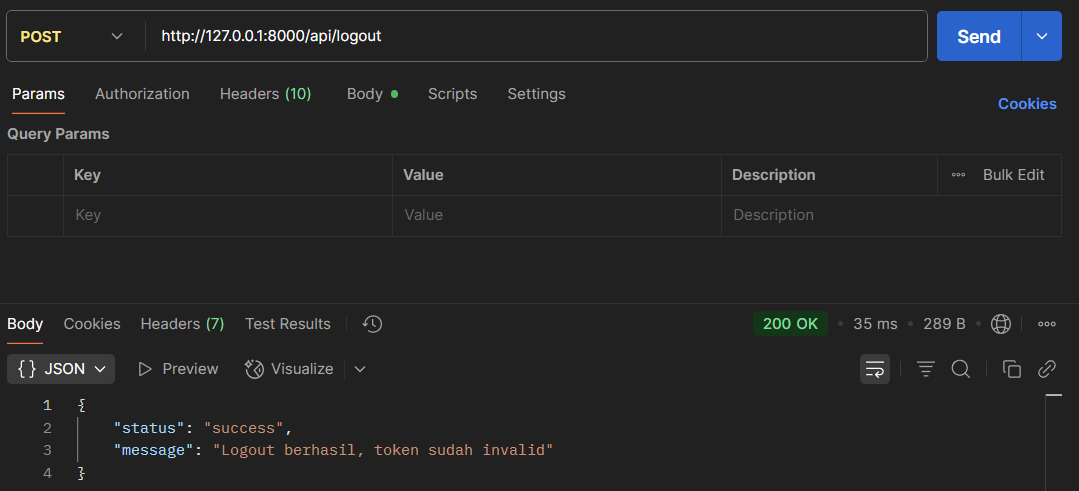 POST http://127.0.0.1:8000/api/logout Send
Params Authorization Headers (10) Body Scripts Settings Cookies
Query Params
Key Value Description Bulk Edit
Key Value Description
Body Cookies Headers (7) Test Results 200 OK 35 ms 289 B
{} JSON Preview Visualize
1 {
2 "status": "success",
3 "message": "Logout berhasil, token sudah invalid"
4 }